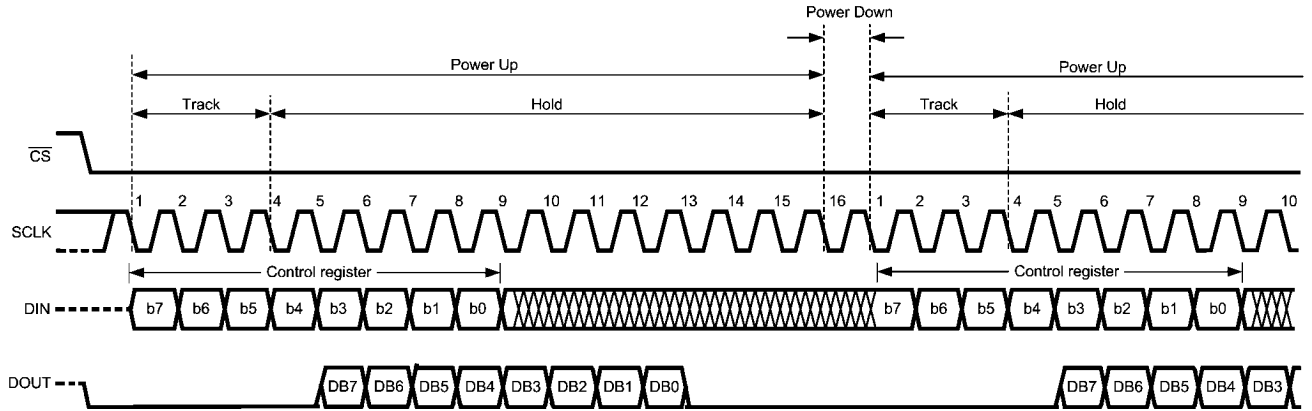 Power Down
Power Up Power Up
Track Hold Track Hold
CS
1 2 3 4 5 6 7 8 9 10 11 12 13 14 15 16 1 2 3 4 5 6 7 8 9 10
SCLK
Control register Control register
DIN b7 b6 b5 b4 b3 b2 b1 b0 b7 b6 b5 b4 b3 b2 b1 b0
DOUT DB7 DB6 DB5 DB4 DB3 DB2 DB1 DB0 DB7 DB6 DB5 DB4 DB3